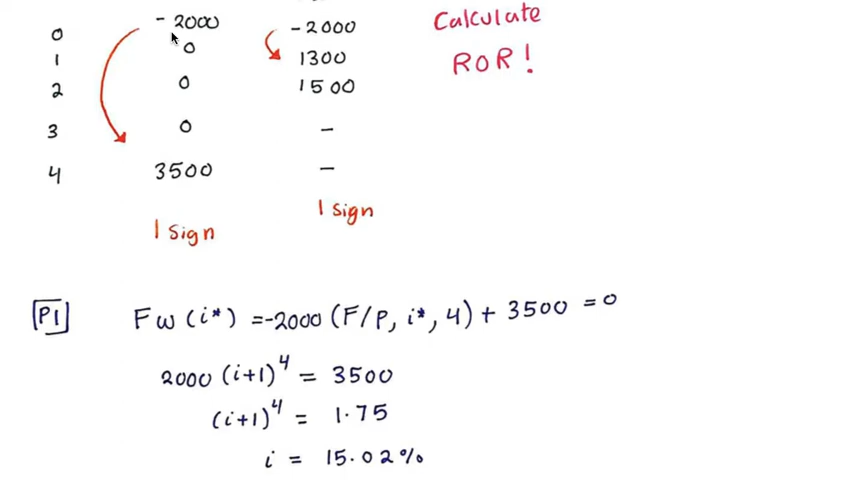 0 -2000 -2000 Calculate
1 0 1300 ROR!
2 0 1500
3 0 -
4 3500 -
1 sign 1 sign
P1 FW(i*) = -2000 (F/P, i*, 4) + 3500 = 0
2000 (i+1)^4 = 3500
(i+1)^4 = 1.75
i = 15.02%